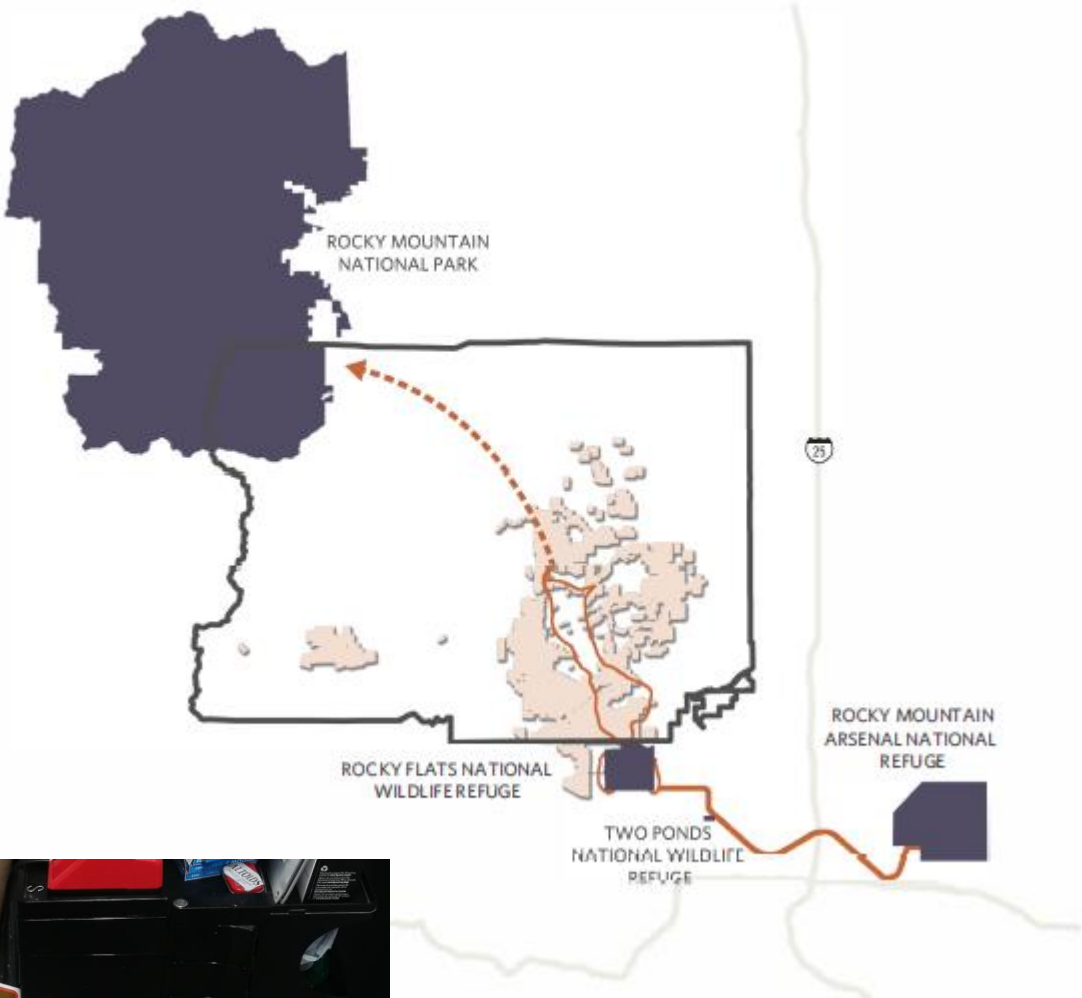 ROCKY MOUNTAIN
NATIONAL PARK
25
ROCKY MOUNTAIN
ARSENAL NATIONAL
REFUGE
ROCKY FLATS NATIONAL
WILDLIFE REFUGE
TWO PONDS
NATIONAL WILDLIFE
REFUGE
ALTOIDS